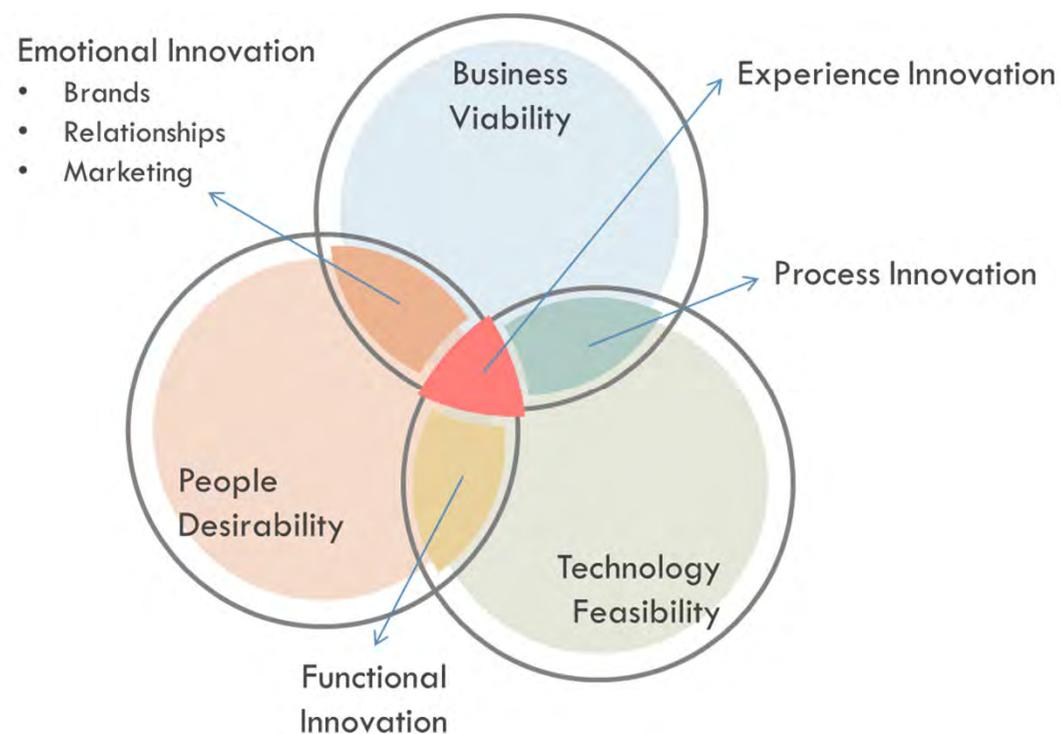 Emotional Innovation
• Brands
• Relationships
• Marketing
Business
Viability
Experience Innovation
Process Innovation
People
Desirability
Technology
Feasibility
Functional
Innovation